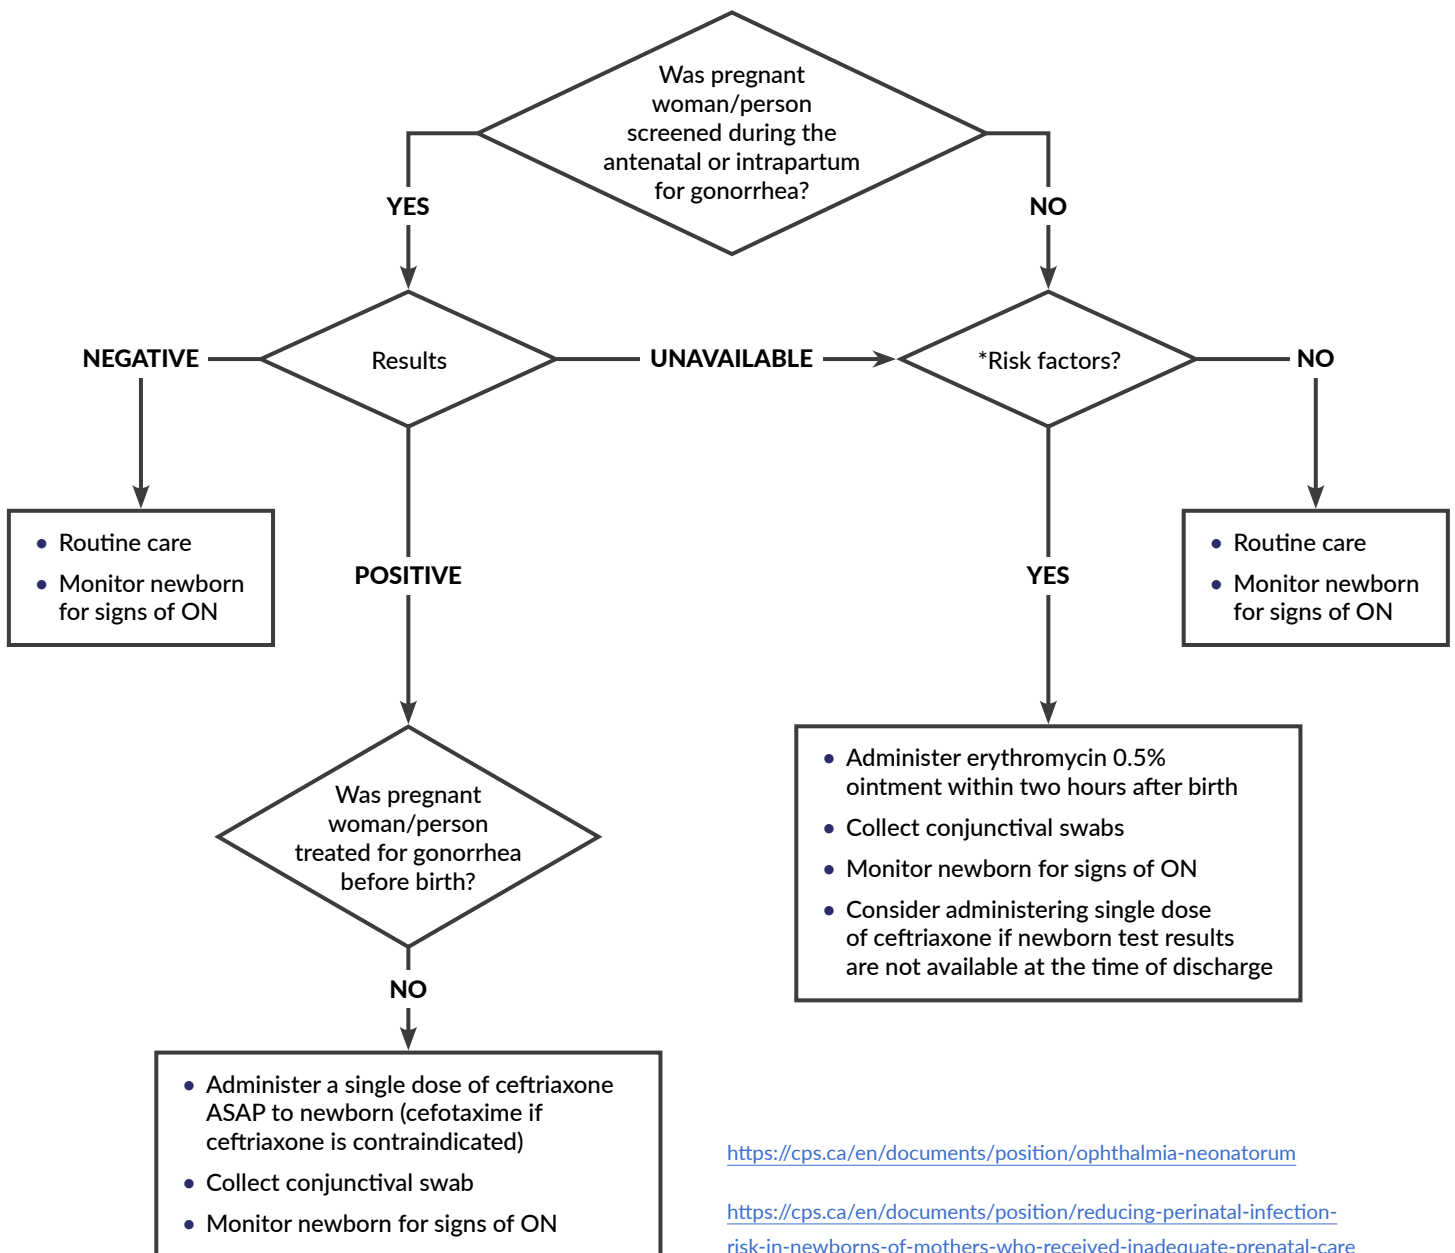 Was pregnant
woman/person
screened during the
antenatal or intrapartum
for gonorrhea?
YES
NO
NEGATIVE
Results
UNAVAILABLE
*Risk factors?
NO
• Routine care
• Monitor newborn
for signs of ON
POSITIVE
YES
• Routine care
• Monitor newborn
for signs of ON
Was pregnant
woman/person
treated for gonorrhea
before birth?
• Administer erythromycin 0.5%
ointment within two hours after birth
• Collect conjunctival swabs
• Monitor newborn for signs of ON
• Consider administering single dose
of ceftriaxone if newborn test results
are not available at the time of discharge
NO
• Administer a single dose of ceftriaxone
ASAP to newborn (cefotaxime if
ceftriaxone is contraindicated)
• Collect conjunctival swab
• Monitor newborn for signs of ON
https://cps.ca/en/documents/position/ophthalmia-neonatorum
https://cps.ca/en/documents/position/reducing-perinatal-infection-
risk-in-newborns-of-mothers-who-received-inadequate-prenatal-care